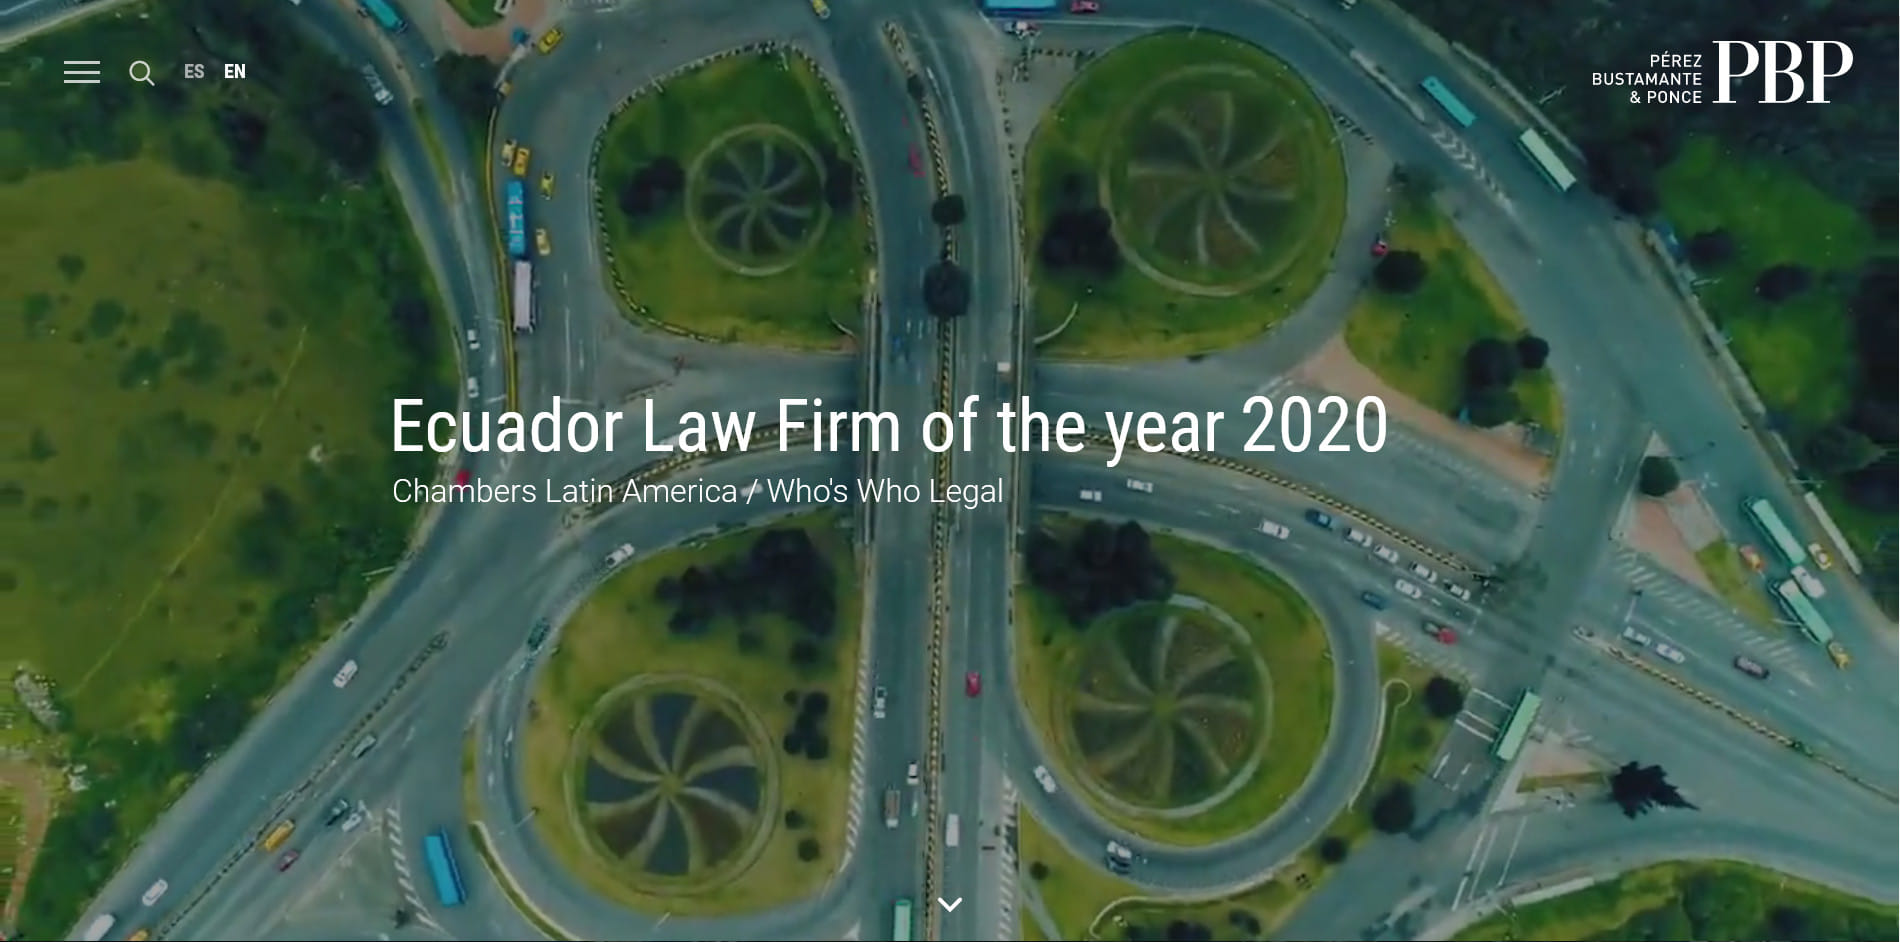 ES EN
PÉREZ
BUSTAMANTE
& PONCE
PBP
Ecuador Law Firm of the year 2020
Chambers Latin America / Who's Who Legal